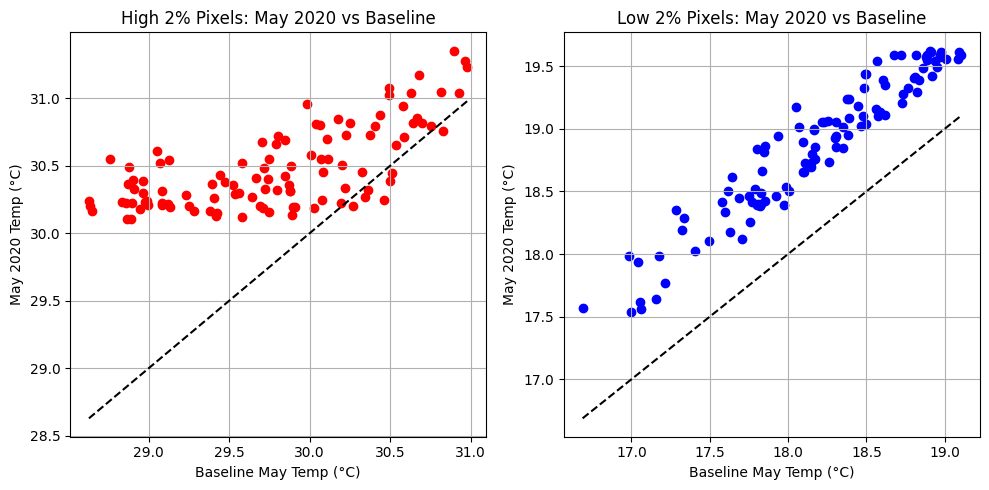 High 2% Pixels: May 2020 vs Baseline
May 2020 Temp (°C)
31.0
30.5
30.0
29.5
29.0
28.5
29.0 29.5 30.0 30.5 31.0
Baseline May Temp (°C)
Low 2% Pixels: May 2020 vs Baseline
May 2020 Temp (°C)
19.5
19.0
18.5
18.0
17.5
17.0
17.0 17.5 18.0 18.5 19.0
Baseline May Temp (°C)